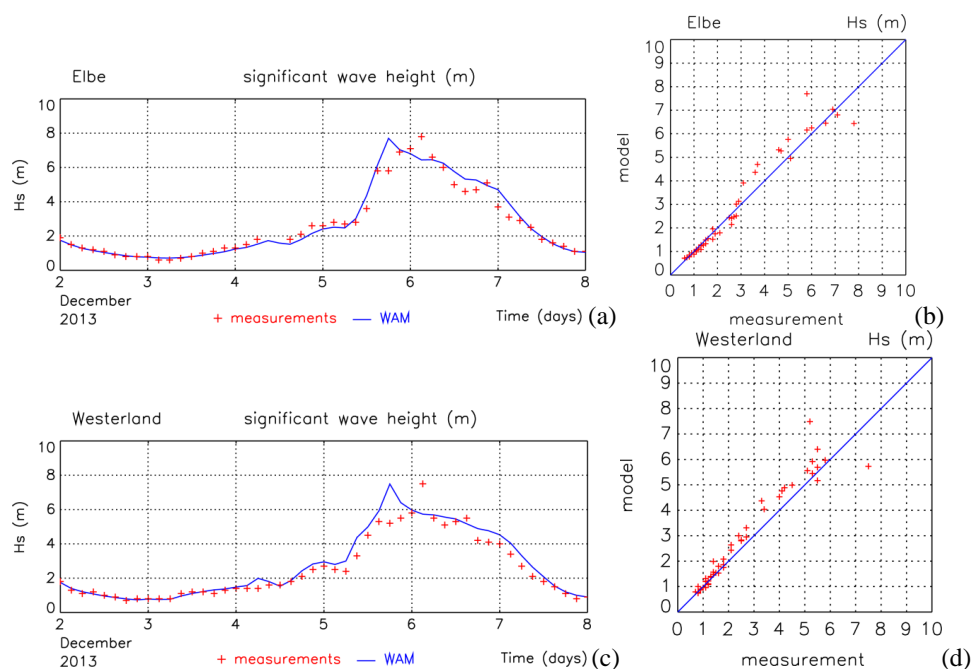 Elbe significant wave height (m)
Hs (m)
10
8
6
4
2
0
2 3 4 5 6 7 8
December
2013
+ measurements — WAM
Time (days)
(a)
Elbe Hs (m)
model
10
9
8
7
6
5
4
3
2
1
0
0 1 2 3 4 5 6 7 8 9 10
measurement
(b)
Westerland significant wave height (m)
Hs (m)
10
8
6
4
2
0
2 3 4 5 6 7 8
December
2013
+ measurements — WAM
Time (days)
(c)
Westerland Hs (m)
model
10
9
8
7
6
5
4
3
2
1
0
0 1 2 3 4 5 6 7 8 9 10
measurement
(d)